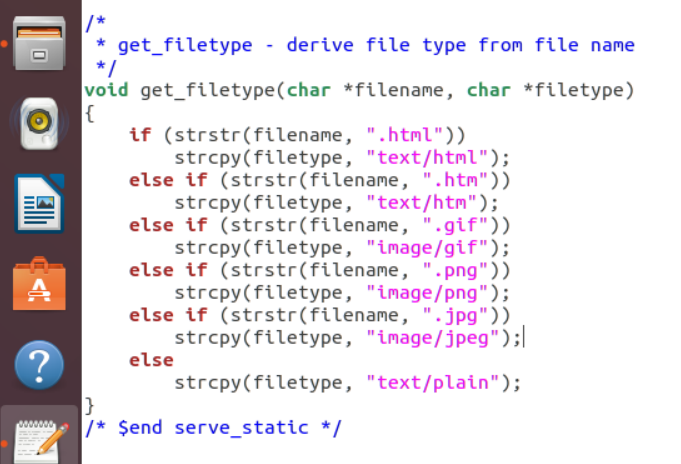 /*
 * get_filetype - derive file type from file name
 */
void get_filetype(char *filename, char *filetype)
{
    if (strstr(filename, ".html"))
        strcpy(filetype, "text/html");
    else if (strstr(filename, ".htm"))
        strcpy(filetype, "text/htm");
    else if (strstr(filename, ".gif"))
        strcpy(filetype, "image/gif");
    else if (strstr(filename, ".png"))
        strcpy(filetype, "image/png");
    else if (strstr(filename, ".jpg"))
        strcpy(filetype, "image/jpeg");
    else
        strcpy(filetype, "text/plain");
}
/* $end serve_static */